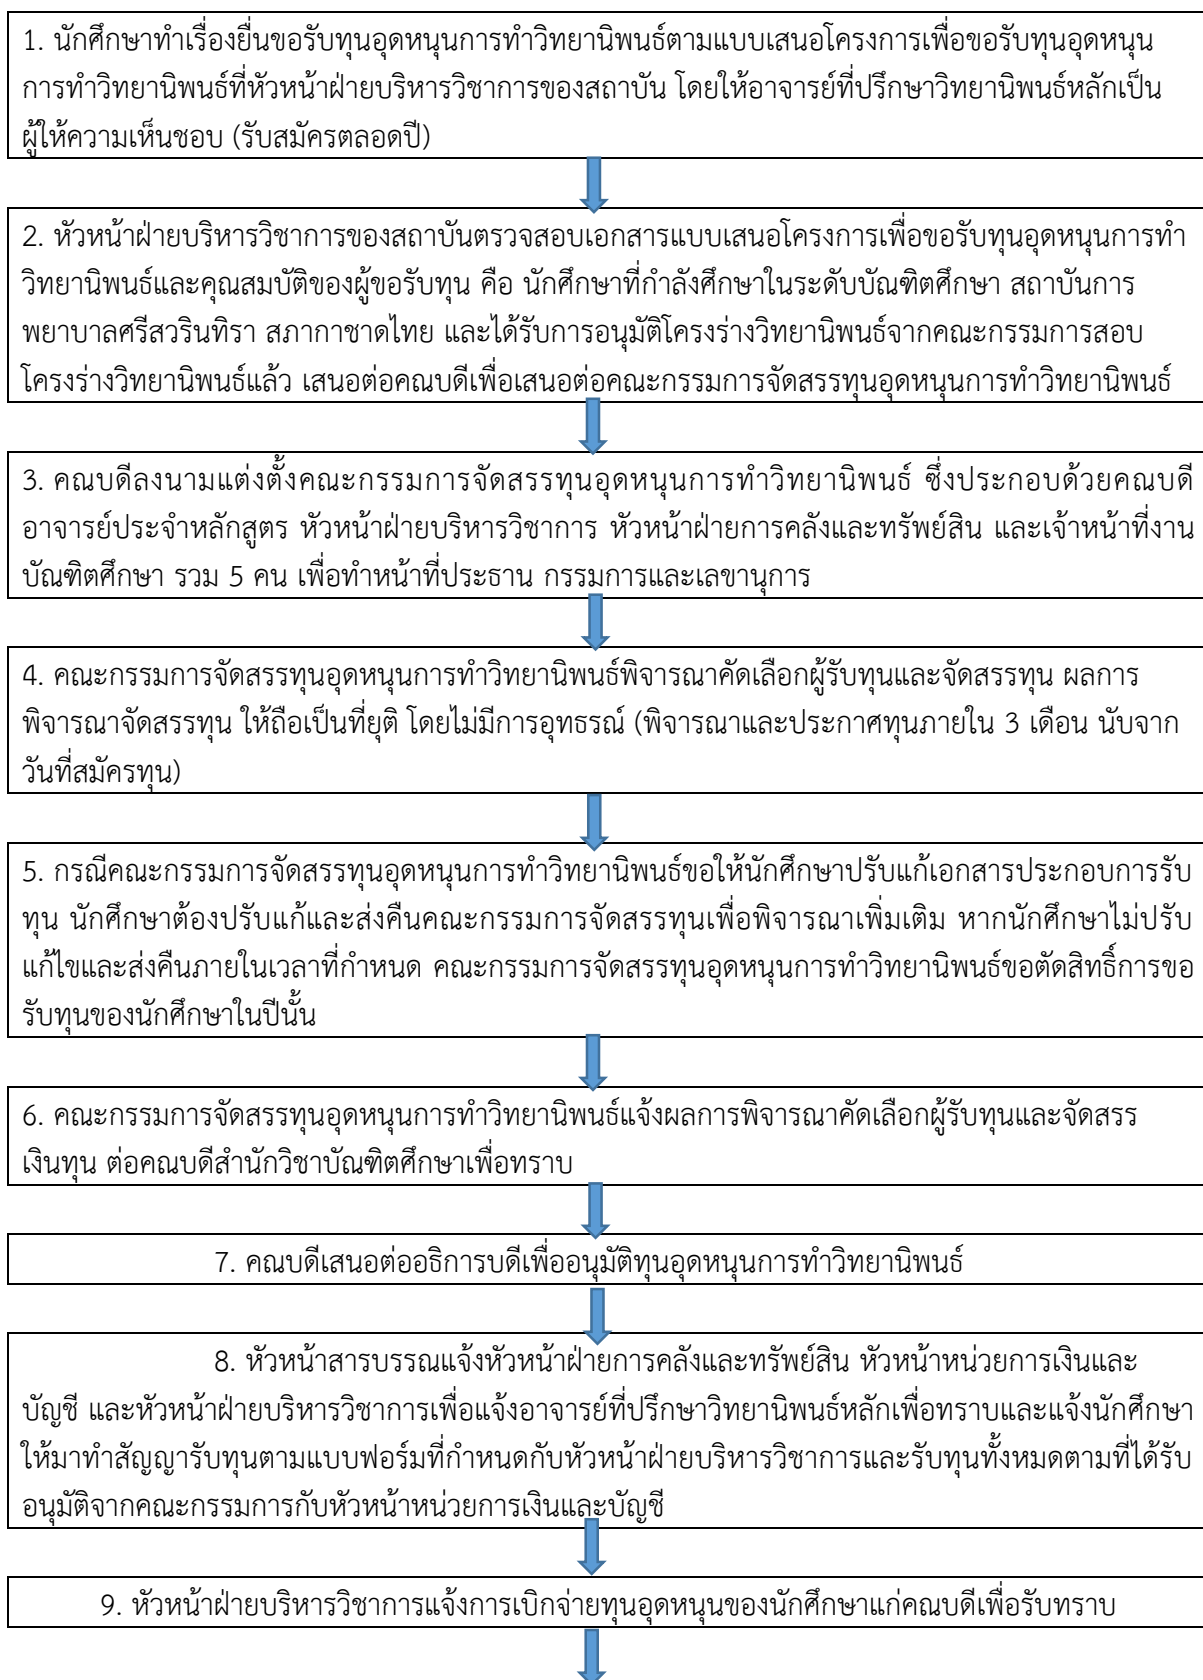 1. นักศึกษาทำเรื่องยื่นขอรับทุนอุดหนุนการทำวิทยานิพนธ์ตามแบบเสนอโครงการเพื่อขอรับทุนอุดหนุน
การทำวิทยานิพนธ์ที่หัวหน้าฝ่ายบริหารวิชาการของสถาบัน โดยให้อาจารย์ที่ปรึกษาวิทยานิพนธ์หลักเป็น
ผู้ให้ความเห็นชอบ (รับสมัครตลอดปี)
2. หัวหน้าฝ่ายบริหารวิชาการของสถาบันตรวจสอบเอกสารแบบเสนอโครงการเพื่อขอรับทุนอุดหนุนการทำ
วิทยานิพนธ์และคุณสมบัติของผู้ขอรับทุน คือ นักศึกษาที่กำลังศึกษาในระดับบัณฑิตศึกษา สถาบันการ
พยาบาลศรีสวรินทิรา สภากาชาดไทย และได้รับการอนุมัติโครงร่างวิทยานิพนธ์จากคณะกรรมการสอบ
โครงร่างวิทยานิพนธ์แล้ว เสนอต่อคณบดีเพื่อเสนอต่อคณะกรรมการจัดสรรทุนอุดหนุนการทำวิทยานิพนธ์
3. คณบดีลงนามแต่งตั้งคณะกรรมการจัดสรรทุนอุดหนุนการทำวิทยานิพนธ์ ซึ่งประกอบด้วยคณบดี
อาจารย์ประจำหลักสูตร หัวหน้าฝ่ายบริหารวิชาการ หัวหน้าฝ่ายการคลังและทรัพย์สิน และเจ้าหน้าที่งาน
บัณฑิตศึกษา รวม 5 คน เพื่อทำหน้าที่ประธาน กรรมการและเลขานุการ
4. คณะกรรมการจัดสรรทุนอุดหนุนการทำวิทยานิพนธ์พิจารณาคัดเลือกผู้รับทุนและจัดสรรทุน ผลการ
พิจารณาจัดสรรทุน ให้ถือเป็นที่ยุติ โดยไม่มีการอุทธรณ์ (พิจารณาและประกาศทุนภายใน 3 เดือน นับจาก
วันที่สมัครทุน)
5. กรณีคณะกรรมการจัดสรรทุนอุดหนุนการทำวิทยานิพนธ์ขอให้นักศึกษาปรับแก้เอกสารประกอบการรับ
ทุน นักศึกษาต้องปรับแก้และส่งคืนคณะกรรมการจัดสรรทุนเพื่อพิจารณาเพิ่มเติม หากนักศึกษาไม่ปรับ
แก้ไขและส่งคืนภายในเวลาที่กำหนด คณะกรรมการจัดสรรทุนอุดหนุนการทำวิทยานิพนธ์ขอตัดสิทธิ์การขอ
รับทุนของนักศึกษาในปีนั้น
6. คณะกรรมการจัดสรรทุนอุดหนุนการทำวิทยานิพนธ์แจ้งผลการพิจารณาคัดเลือกผู้รับทุนและจัดสรร
เงินทุน ต่อคณบดีสำนักวิชาบัณฑิตศึกษาเพื่อทราบ
7. คณบดีเสนอต่ออธิการบดีเพื่ออนุมัติทุนอุดหนุนการทำวิทยานิพนธ์
8. หัวหน้าสารบรรณแจ้งหัวหน้าฝ่ายการคลังและทรัพย์สิน หัวหน้าหน่วยการเงินและ
บัญชี และหัวหน้าฝ่ายบริหารวิชาการเพื่อแจ้งอาจารย์ที่ปรึกษาวิทยานิพนธ์หลักเพื่อทราบและแจ้งนักศึกษา
ให้มาทำสัญญารับทุนตามแบบฟอร์มที่กำหนดกับหัวหน้าฝ่ายบริหารวิชาการและรับทุนทั้งหมดตามที่ได้รับ
อนุมัติจากคณะกรรมการกับหัวหน้าหน่วยการเงินและบัญชี
9. หัวหน้าฝ่ายบริหารวิชาการแจ้งการเบิกจ่ายทุนอุดหนุนของนักศึกษาแก่คณบดีเพื่อรับทราบ